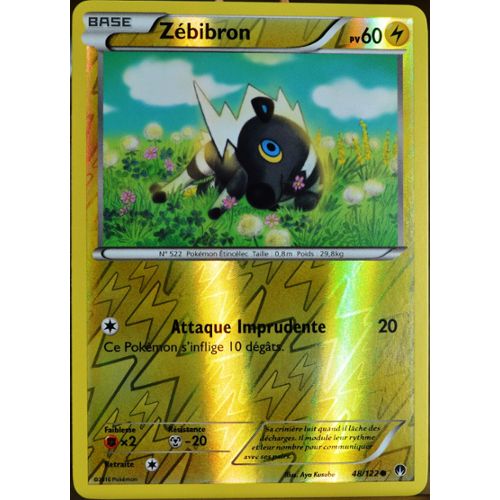 BASE
Zébibron
PV60
N° 522 Pokémon Étincélec Taille : 0,8m Poids : 29,8kg
Attaque Imprudente 20
Ce Pokémon s'inflige 10 dégâts.
Faiblesse
×2
Résistance
-20
Retraite
Sa crinière luit quand il lâche des
décharges. Il module leur rythme
et leur nombre pour communiquer
avec ses pairs.
©2016 Pokémon
Illus. Aya Kusube
48/122